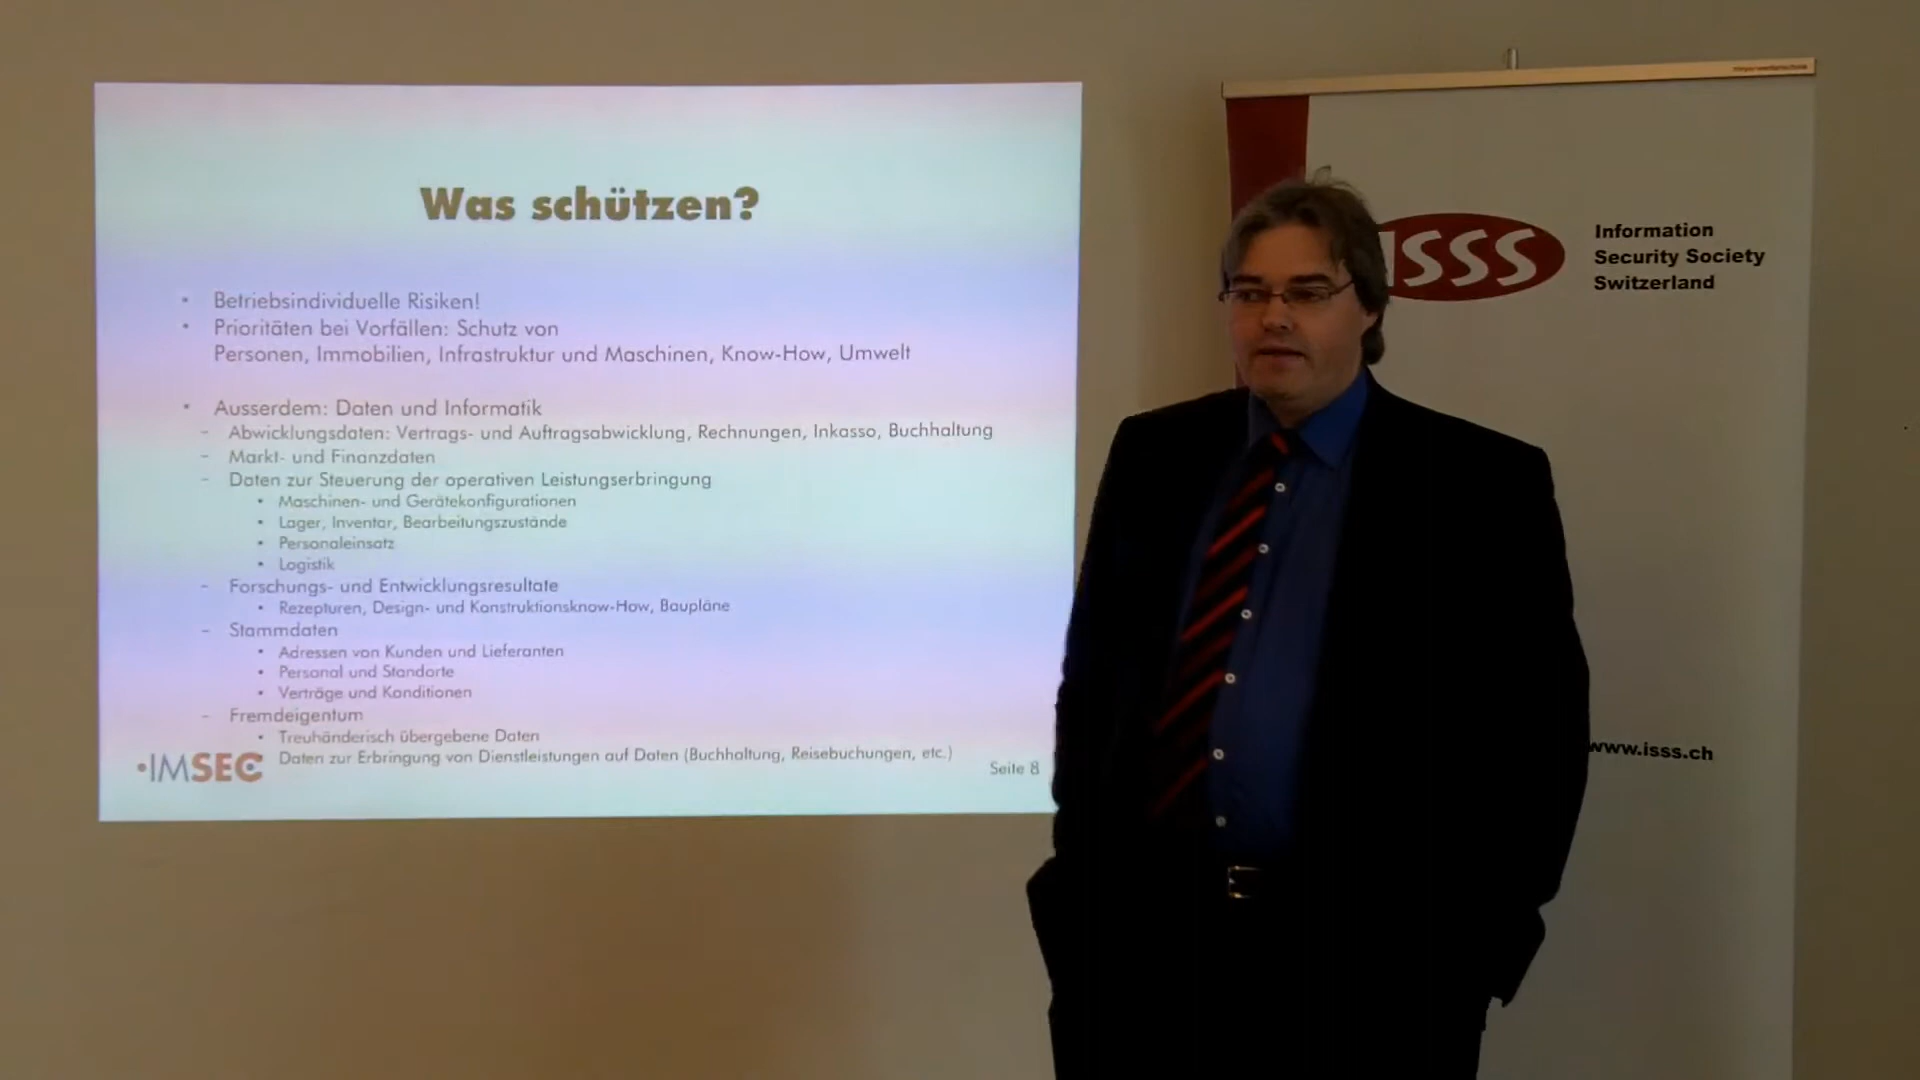 Was schützen?
• Betriebsindividuelle Risiken!
• Prioritäten bei Vorfällen: Schutz von
Personen, Immobilien, Infrastruktur und Maschinen, Know-How, Umwelt
• Ausserdem: Daten und Informatik
– Abwicklungsdaten: Vertrags- und Auftragsabwicklung, Rechnungen, Inkasso, Buchhaltung
– Markt- und Finanzdaten
– Daten zur Steuerung der operativen Leistungserbringung
• Maschinen- und Gerätekonfigurationen
• Lager, Inventar, Bearbeitungszustände
• Personaleinsatz
• Logistik
– Forschungs- und Entwicklungsresultate
• Rezepturen, Design- und Konstruktionsknow-How, Baupläne
– Stammdaten
• Adressen von Kunden und Lieferanten
• Personal und Standorte
• Verträge und Konditionen
– Fremdeigentum
• Treuhänderisch übergebene Daten
Daten zur Erbringung von Dienstleistungen auf Daten (Buchhaltung, Reisebuchungen, etc.)
•IMSEC
Seite 8
ISSS
Information
Security Society
Switzerland
www.isss.ch